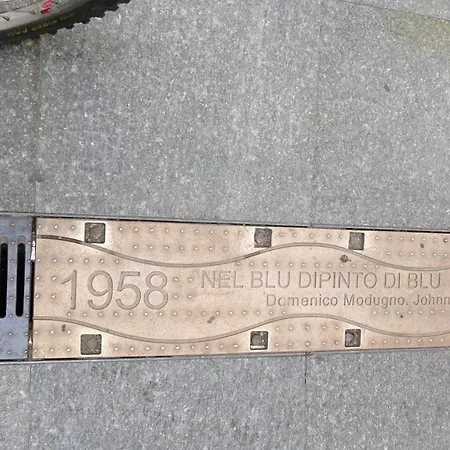 1958
NEL BLU DIPINTO DI BLU
Domenico Modugno. Johnn